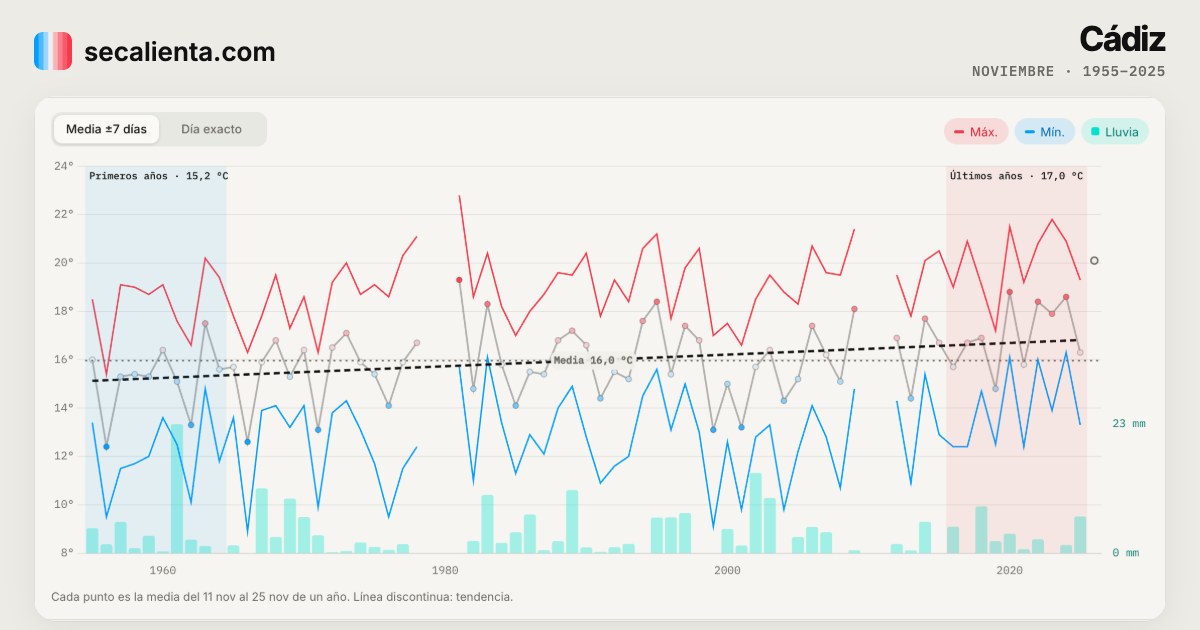 secalienta.com
Cádiz
NOVIEMBRE · 1955–2025
Media ±7 días
Día exacto
Máx.
Mín.
Lluvia
24°
Primeros años · 15,2 °C
Últimos años · 17,0 °C
22°
20°
18°
16°
Media 16,0 °C
14°
23 mm
12°
10°
8°
0 mm
1960
1980
2000
2020
Cada punto es la media del 11 nov al 25 nov de un año. Línea discontinua: tendencia.